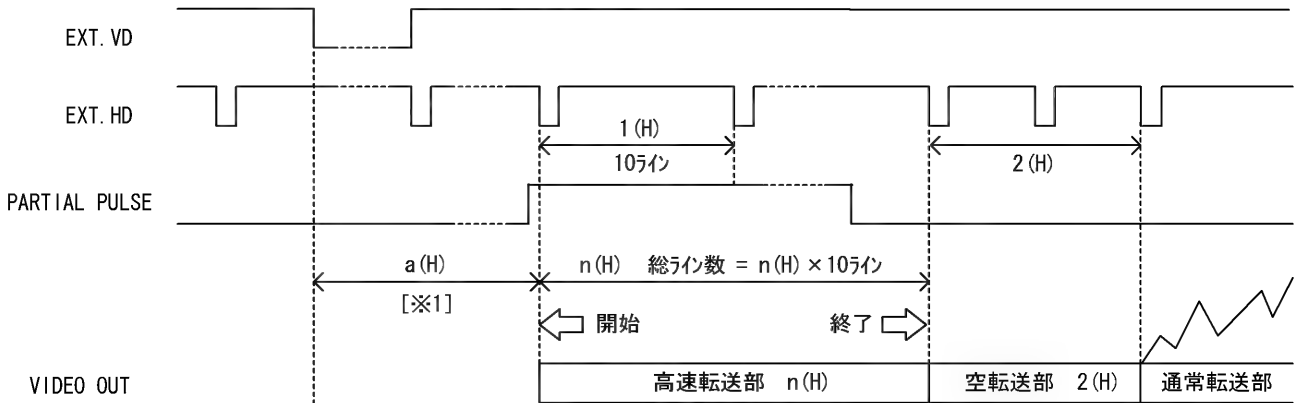 EXT. VD
EXT. HD
1(H)
10ライン
2(H)
PARTIAL PULSE
a(H)
[※1]
n(H) 総ライン数 = n(H) ×10ライン
開始
終了
VIDEO OUT
高速転送部 n(H)
空転送部 2(H)
通常転送部